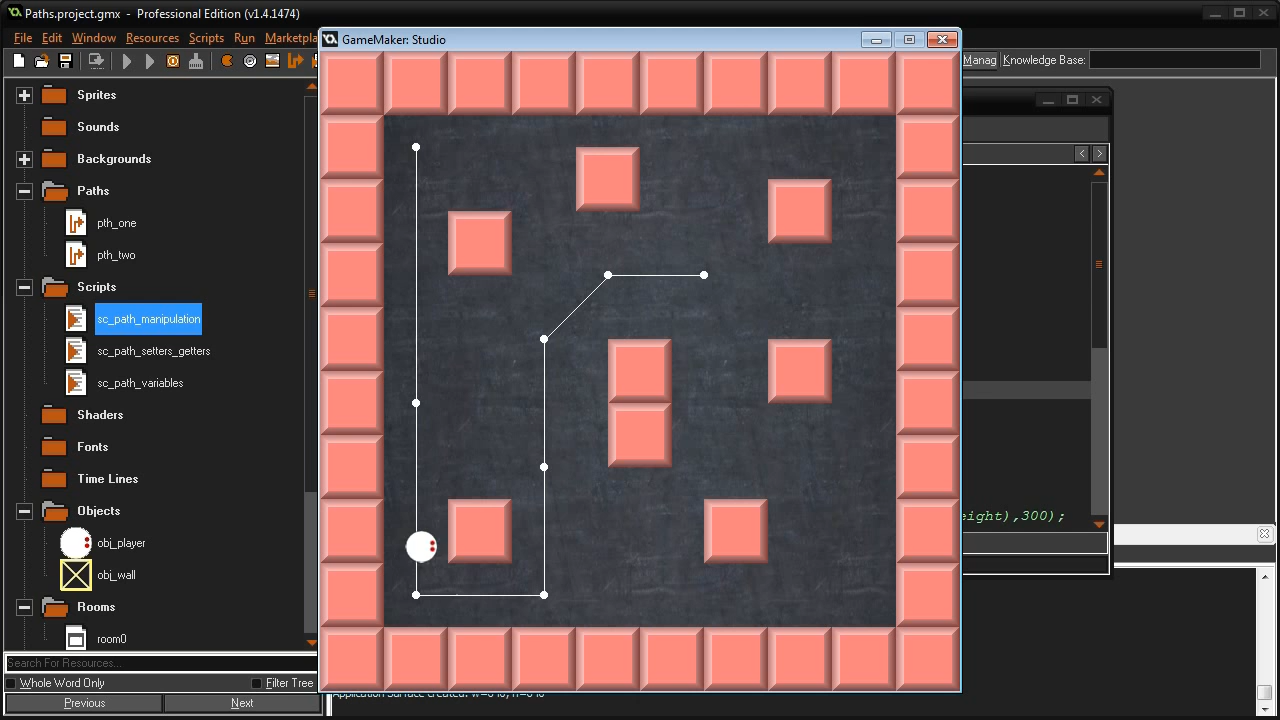 Paths.project.gmx - Professional Edition (v1.4.1474)
File Edit Window Resources Scripts Run
GameMaker: Studio
Manag Knowledge Base:
Sprites
Sounds
Backgrounds
Paths
pth_one
pth_two
Scripts
sc_path_manipulation
sc_path_setters_getters
sc_path_variables
Shaders
Fonts
Time Lines
Objects
obj_player
obj_wall
Rooms
room0
eight),300);
Search For Resources...
Whole Word Only Filter Tree
Previous Next